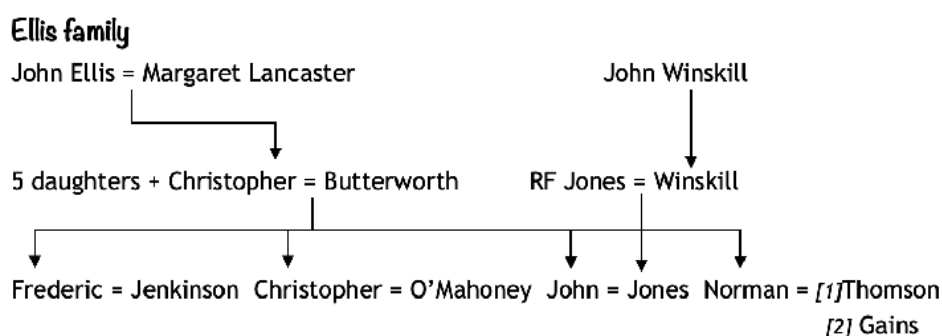 Ellis family
John Ellis = Margaret Lancaster John Winskill
5 daughters + Christopher = Butterworth RF Jones = Winskill
Frederic = Jenkinson Christopher = O'Mahoney John = Jones Norman = [1]Thomson
[2] Gains